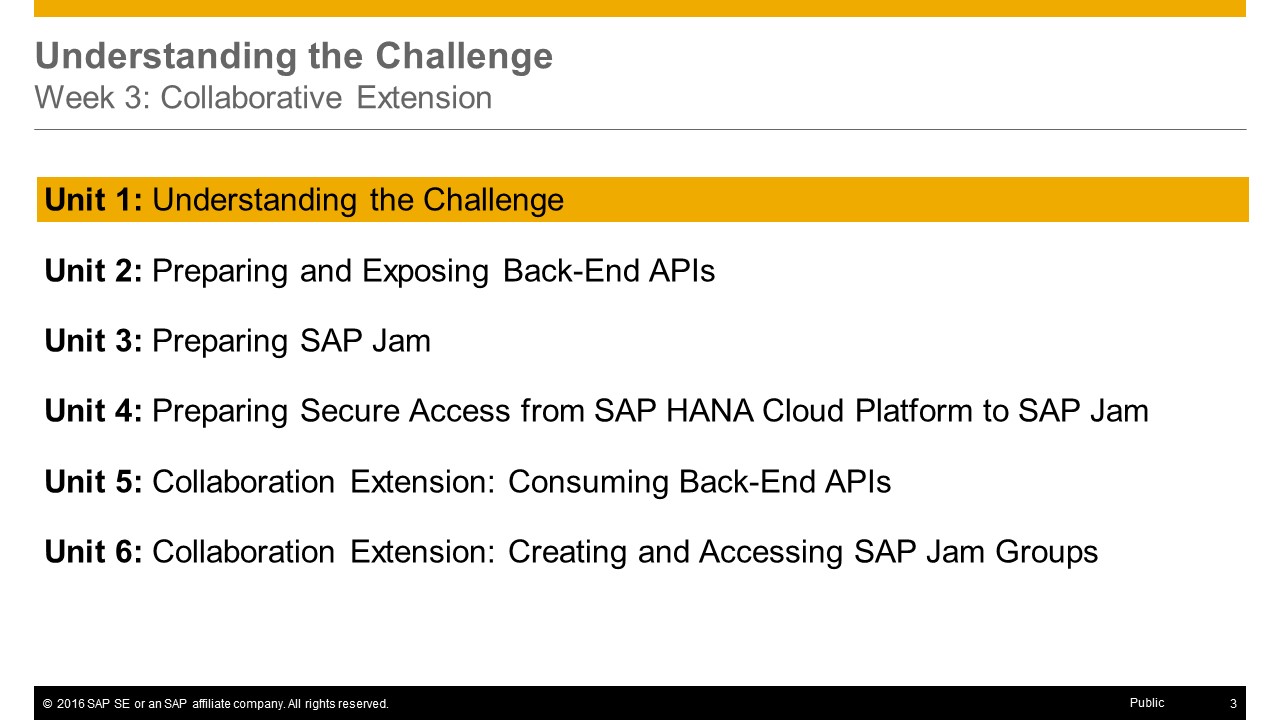 Understanding the Challenge
Week 3: Collaborative Extension
Unit 1: Understanding the Challenge
Unit 2: Preparing and Exposing Back-End APIs
Unit 3: Preparing SAP Jam
Unit 4: Preparing Secure Access from SAP HANA Cloud Platform to SAP Jam
Unit 5: Collaboration Extension: Consuming Back-End APIs
Unit 6: Collaboration Extension: Creating and Accessing SAP Jam Groups
© 2016 SAP SE or an SAP affiliate company. All rights reserved. Public 3